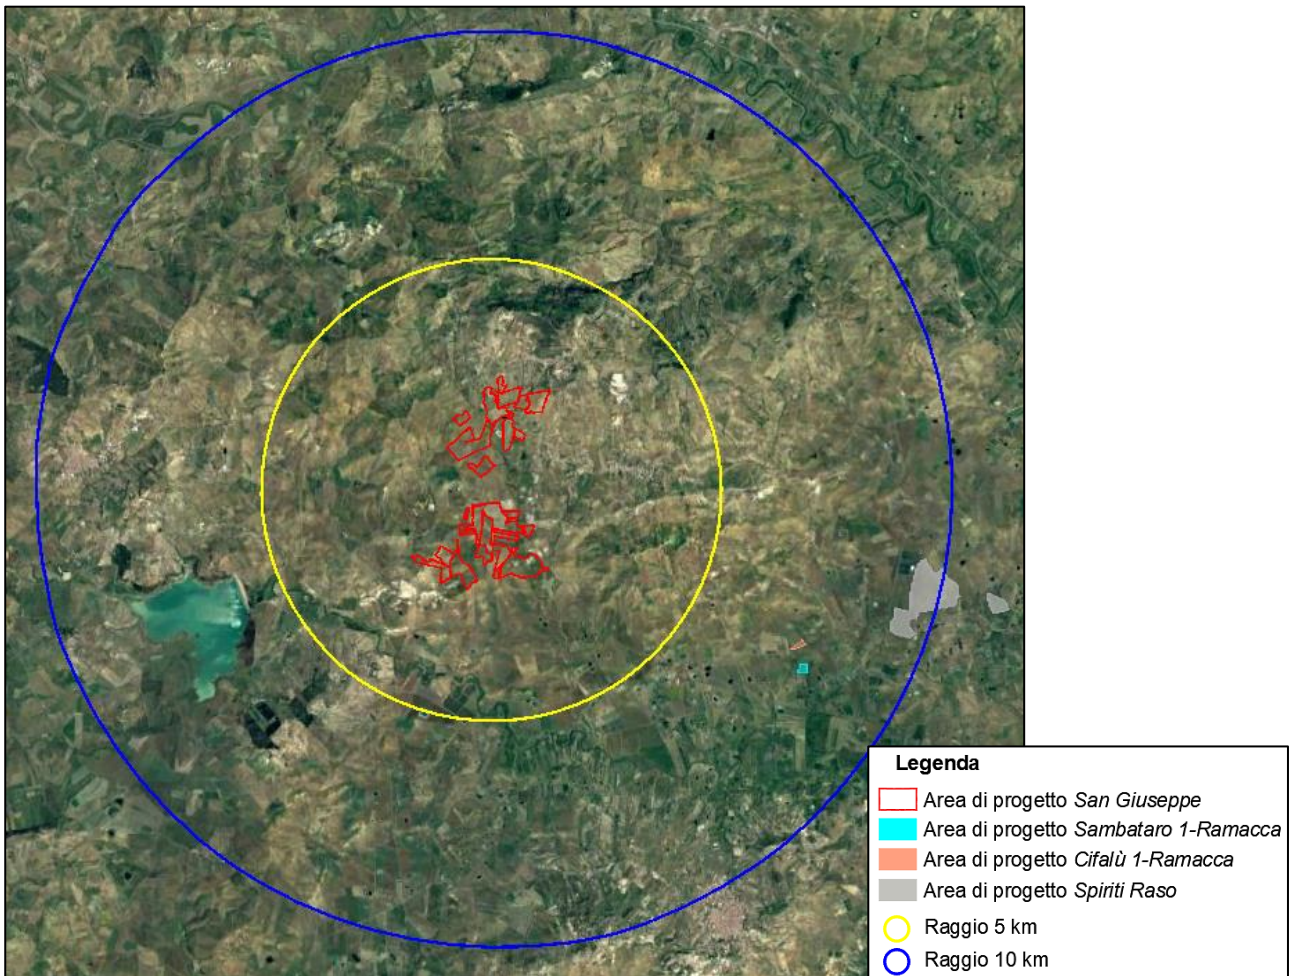 Legenda
Area di progetto San Giuseppe
Area di progetto Sambataro 1-Ramacca
Area di progetto Cifalù 1-Ramacca
Area di progetto Spiriti Raso
Raggio 5 km
Raggio 10 km